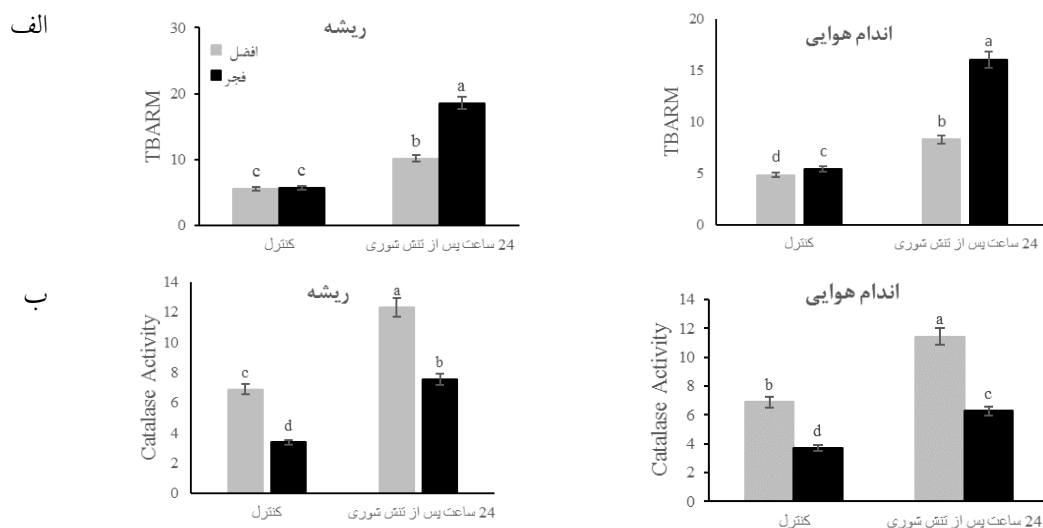 الف
ریشه
30
20
10
0
TBARM
افضل
فجر
c
c
b
a
کنترل
24 ساعت پس از تنش شوری
اندام هوایی
20
15
10
5
0
TBARM
d
c
b
a
کنترل
24 ساعت پس از تنش شوری
ب
ریشه
14
12
10
8
6
4
2
0
Catalase Activity
c
d
a
b
کنترل
24 ساعت پس از تنش شوری
اندام هوایی
14
12
10
8
6
4
2
0
Catalase Activity
b
d
a
c
کنترل
24 ساعت پس از تنش شوری